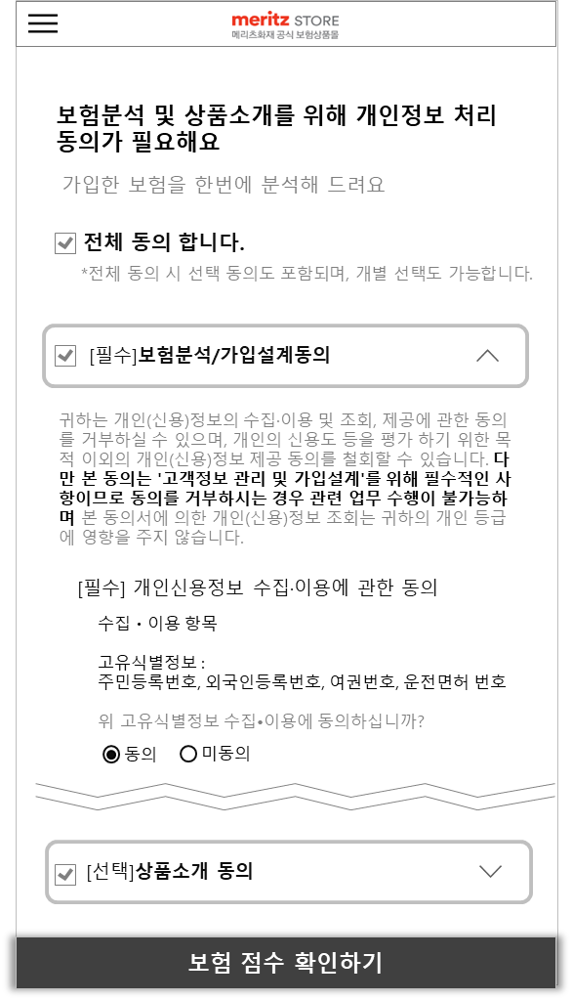 meritz STORE
메리츠화재 공식 보험상품몰
보험분석 및 상품소개를 위해 개인정보 처리
동의가 필요해요
가입한 보험을 한번에 분석해 드려요
전체 동의 합니다.
*전체 동의 시 선택 동의도 포함되며, 개별 선택도 가능합니다.
[필수]보험분석/가입설계동의
귀하는 개인(신용)정보의 수집·이용 및 조회, 제공에 관한 동의
를 거부하실 수 있으며, 개인의 신용도 등을 평가 하기 위한 목
적 이외의 개인(신용)정보 제공 동의를 철회할 수 있습니다. 다
만 본 동의는 '고객정보 관리 및 가입설계'를 위해 필수적인 사
항이므로 동의를 거부하시는 경우 관련 업무 수행이 불가능하
며 본 동의서에 의한 개인(신용)정보 조회는 귀하의 개인 등급
에 영향을 주지 않습니다.
[필수] 개인신용정보 수집·이용에 관한 동의
수집·이용 항목
고유식별정보 :
주민등록번호, 외국인등록번호, 여권번호, 운전면허 번호
위 고유식별정보 수집•이용에 동의하십니까?
동의 미동의
[선택]상품소개 동의
보험 점수 확인하기